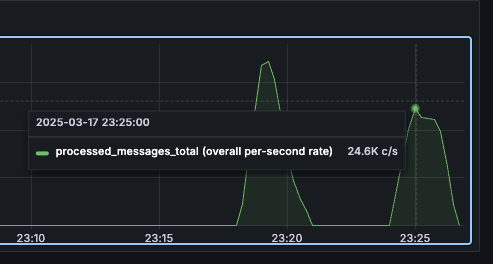 2025-03-17 23:25:00
processed_messages_total (overall per-second rate) 24.6K c/s
23:10 23:15 23:20 23:25